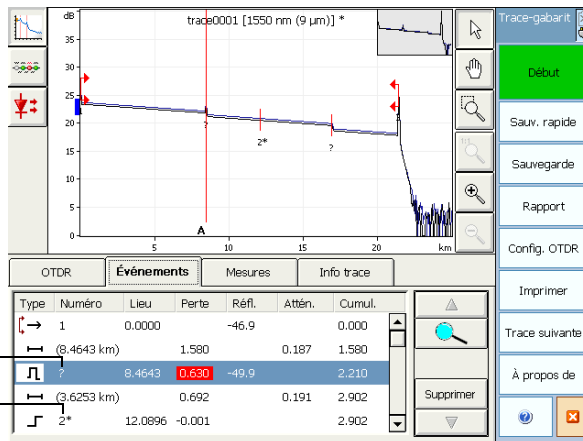 dB
trace0001 [1550 nm (9 µm)] *
35
30
25
20
15
10
5
0
?
2*
?
A
5
10
15
20
km
Trace-gabarit
Début
Sauv. rapide
Sauvegarde
Rapport
Config. OTDR
Imprimer
Trace suivante
À propos de
OTDR Événements Mesures Info trace
Type Numéro Lieu Perte Réfl. Attén. Cumul.
1 0.0000 -46.9 0.000
(8.4643 km) 1.580 0.187 1.580
? 8.4643 0.630 -49.9 2.210
(3.6253 km) 0.692 0.191 2.902
2* 12.0896 -0.001 2.902
Supprimer